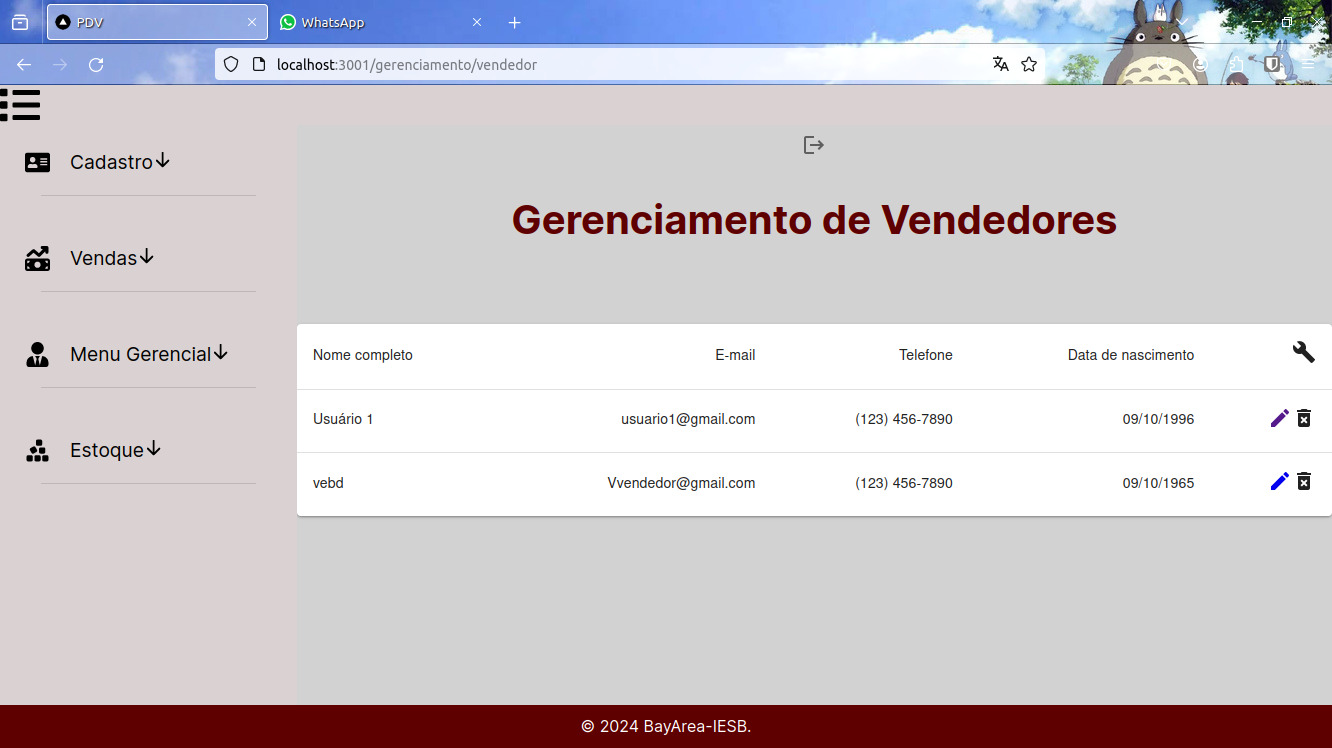 PDV
WhatsApp
localhost:3001/gerenciamento/vendedor
Cadastro
Vendas
Menu Gerencial
Estoque
Gerenciamento de Vendedores
Nome completo E-mail Telefone Data de nascimento
Usuário 1 usuario1@gmail.com (123) 456-7890 09/10/1996
vebd Vvendedor@gmail.com (123) 456-7890 09/10/1965
© 2024 BayArea-IESB.